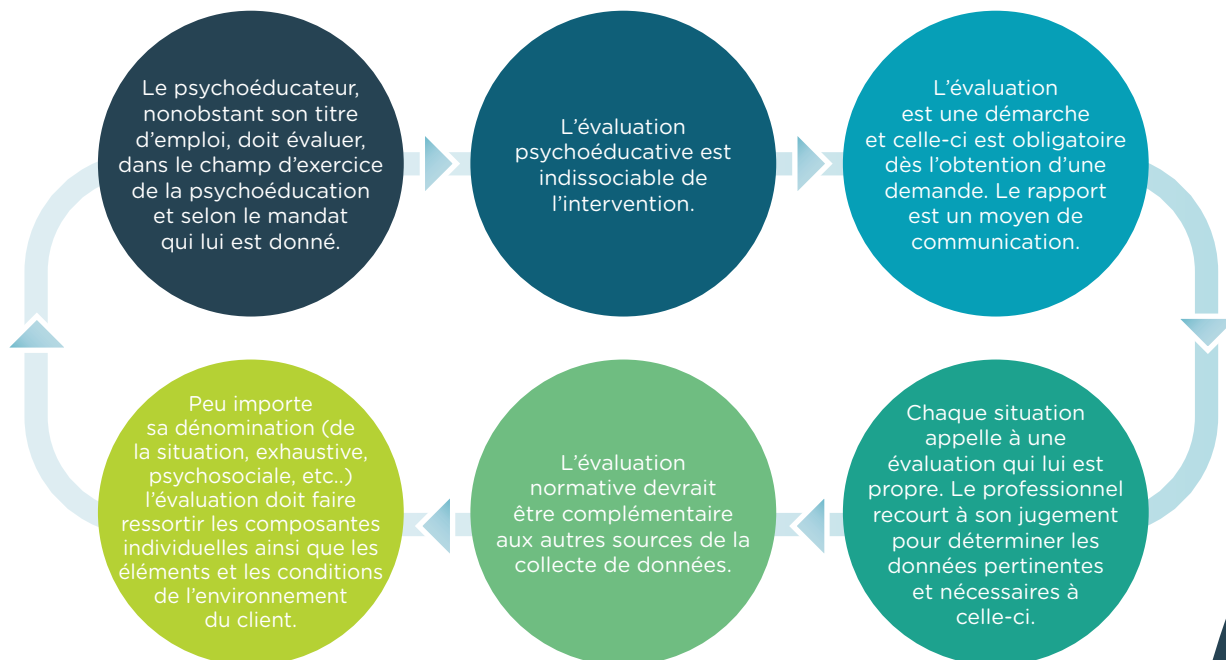 Le psychoéducateur,
nonobstant son titre
d'emploi, doit évaluer,
dans le champ d'exercice
de la psychoéducation
et selon le mandat
qui lui est donné.
L'évaluation
psychoéducative est
indissociable de
l'intervention.
L'évaluation
est une démarche
et celle-ci est obligatoire
dès l'obtention d'une
demande. Le rapport
est un moyen de
communication.
Chaque situation
appelle à une
évaluation qui lui est
propre. Le professionnel
recourt à son jugement
pour déterminer les
données pertinentes
et nécessaires à
celle-ci.
L'évaluation
normative devrait
être complémentaire
aux autres sources de la
collecte de données.
Peu importe
sa dénomination (de
la situation, exhaustive,
psychosociale, etc..)
l'évaluation doit faire
ressortir les composantes
individuelles ainsi que les
éléments et les conditions
de l'environnement
du client.